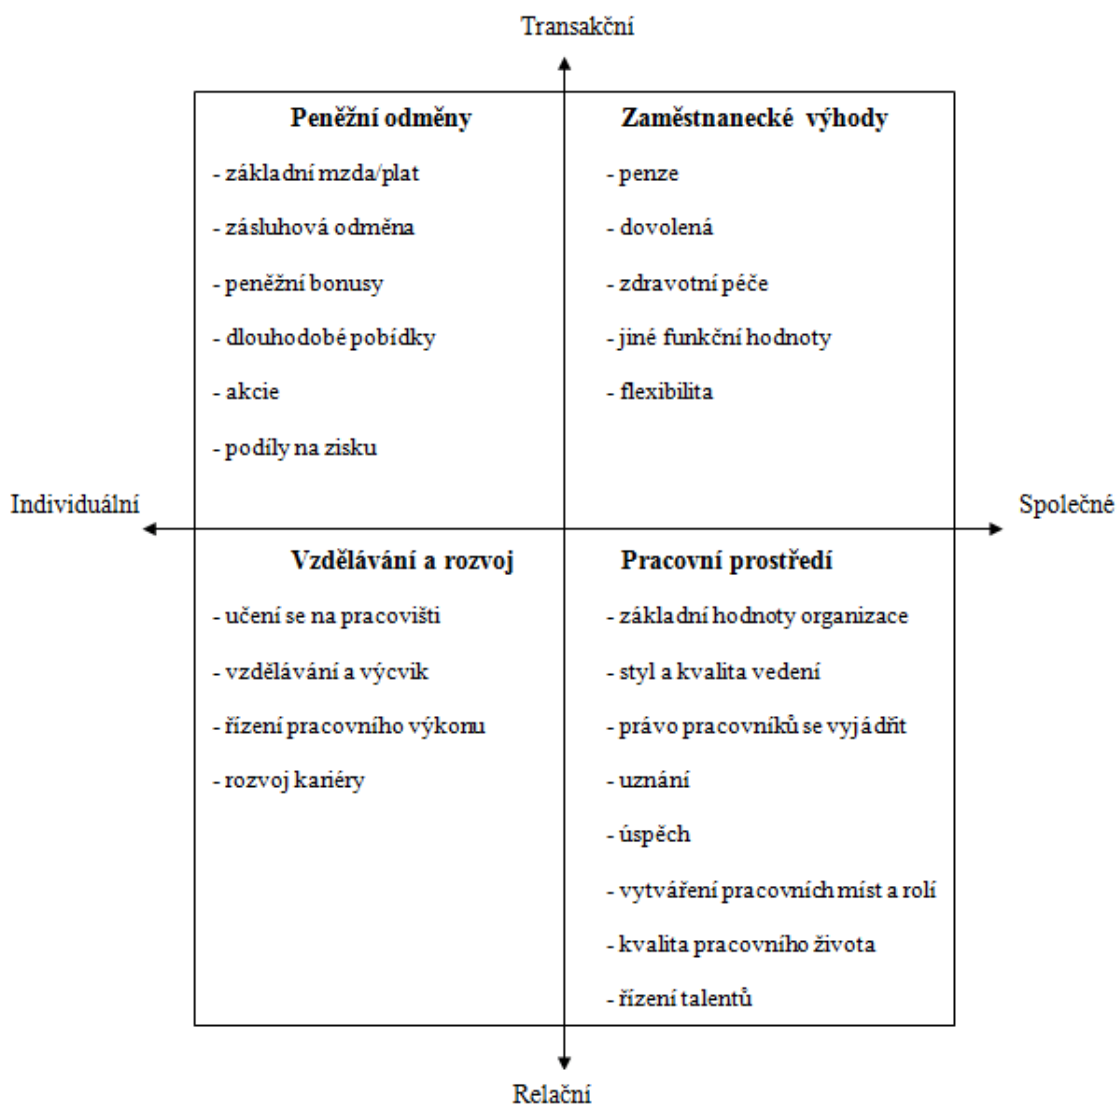 Transakční
Peněžní odměny
- základní mzda/plat
- zásluhová odměna
- peněžní bonusy
- dlouhodobé pobídky
- akcie
- podíly na zisku
Zaměstnanecké výhody
- penze
- dovolená
- zdravotní péče
- jiné funkční hodnoty
- flexibilita
Individuální
Společné
Vzdělávání a rozvoj
- učení se na pracovišti
- vzdělávání a výcvik
- řízení pracovního výkonu
- rozvoj kariéry
Pracovní prostředí
- základní hodnoty organizace
- styl a kvalita vedení
- právo pracovníků se vyjádřit
- uznání
- úspěch
- vytváření pracovních míst a rolí
- kvalita pracovního života
- řízení talentů
Relační